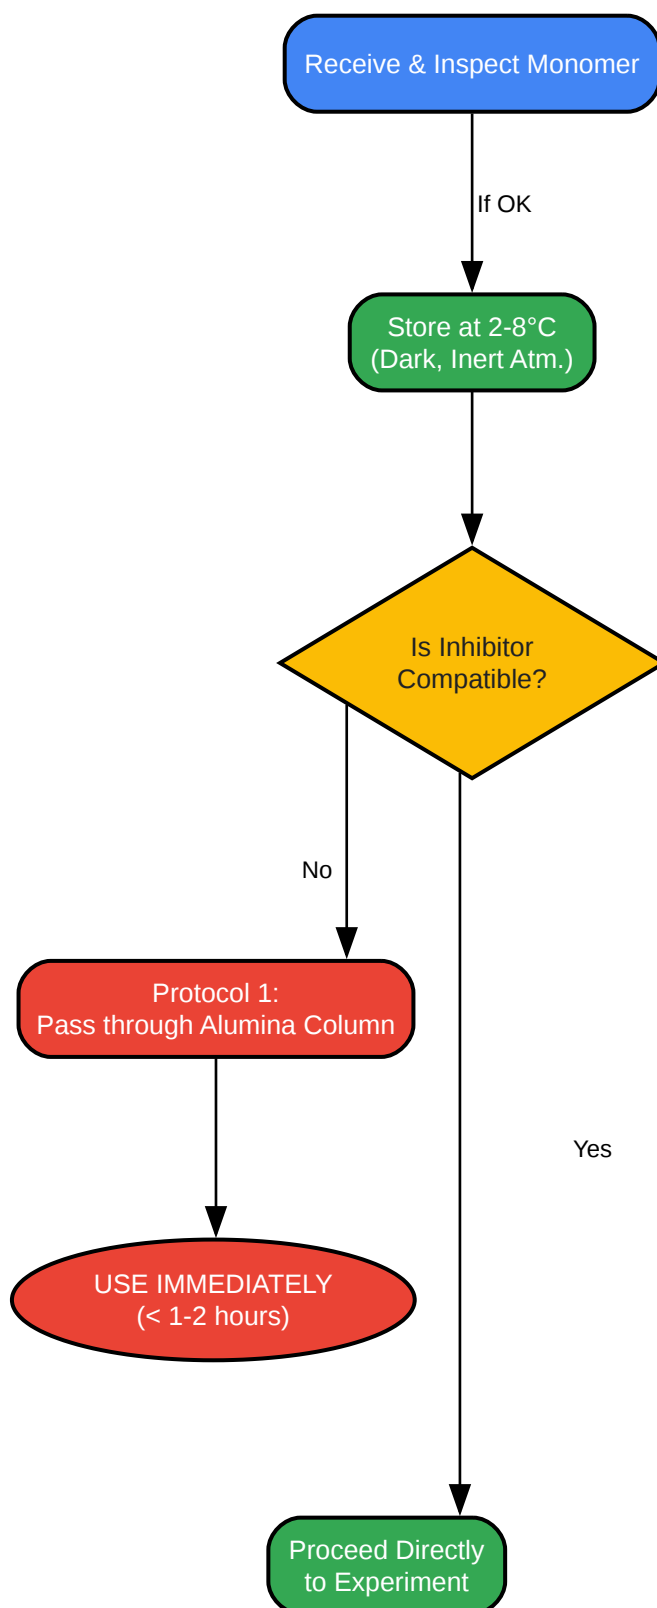 Receive & Inspect Monomer
If OK
Store at 2-8°C
(Dark, Inert Atm.)
Is Inhibitor
Compatible?
No
Protocol 1:
Pass through Alumina Column
Yes
USE IMMEDIATELY
(< 1-2 hours)
Proceed Directly
to Experiment